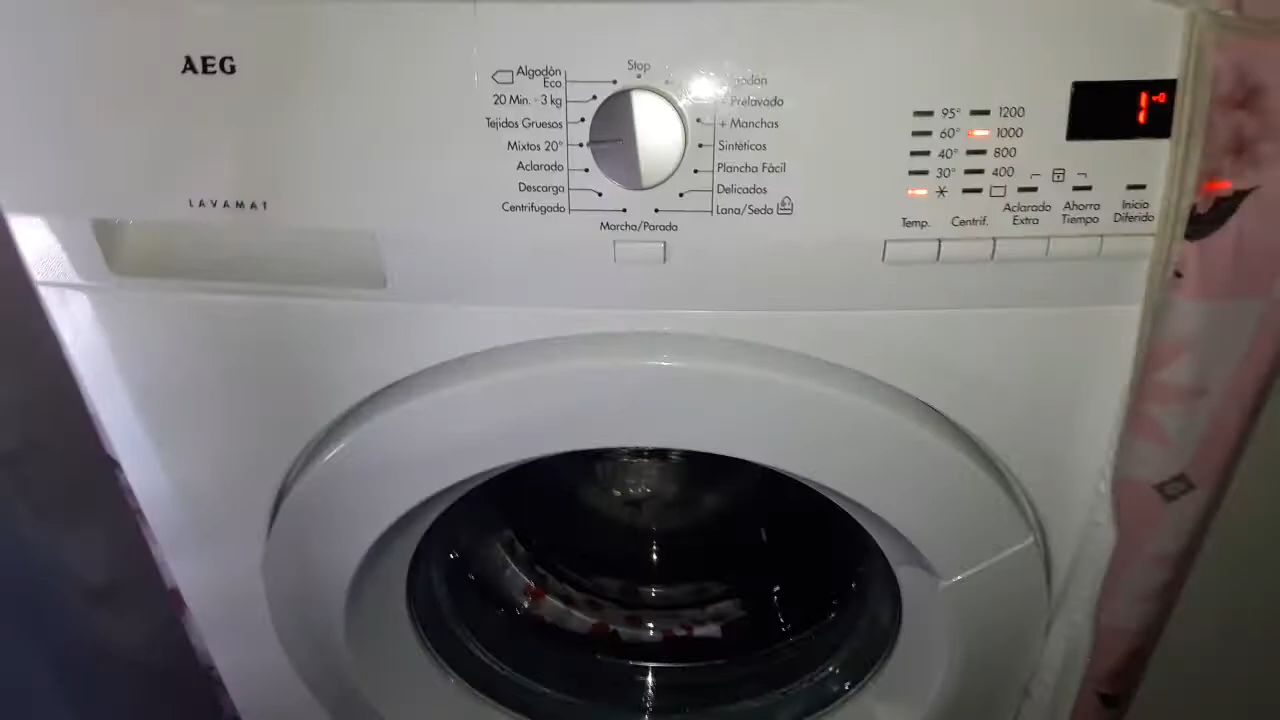 AEG
LAVAMAT
Stop
Algodón
Eco
20 Min. - 3 kg
Tejidos Gruesos
Mixtos 20°
Aclarado
Descarga
Centrifugado
+ Prelavado
+ Manchas
Sintéticos
Plancha Fácil
Delicados
Lana/Seda
Marcha/Parada
95° 1200
60° 1000
40° 800
30° 400
Temp.
Centrif.
Aclarado
Extra
Ahorra
Tiempo
Inicio
Diferido
1